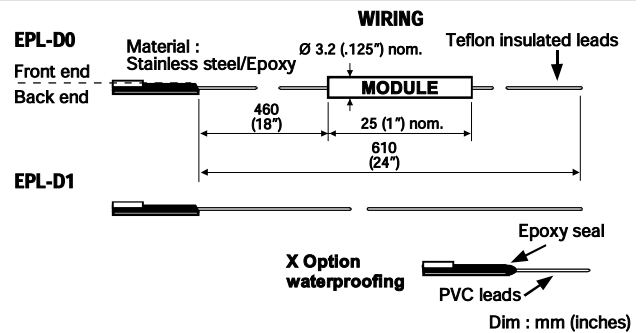 WIRING
EPL-D0
Material :
Stainless steel/Epoxy
Ø 3.2 (.125″) nom.
Teflon insulated leads
Front end
Back end
MODULE
460
(18″)
25 (1″) nom.
610
(24″)
EPL-D1
X Option
waterproofing
Epoxy seal
PVC leads
Dim : mm (inches)